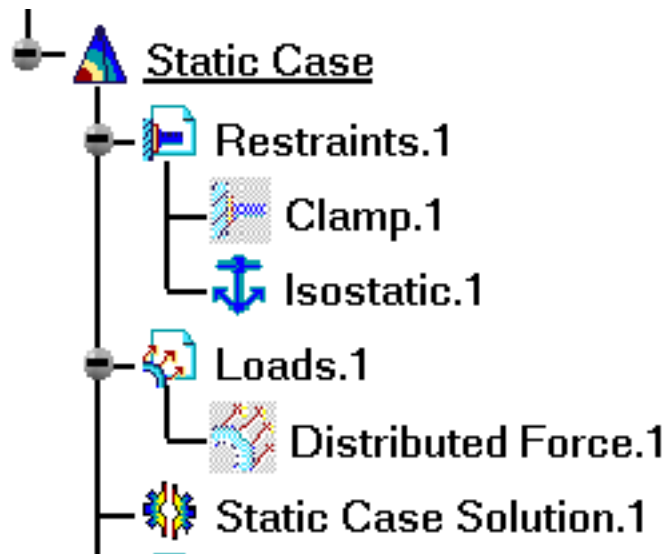 Static Case
Restraints.1
Clamp.1
Isostatic.1
Loads.1
Distributed Force.1
Static Case Solution.1